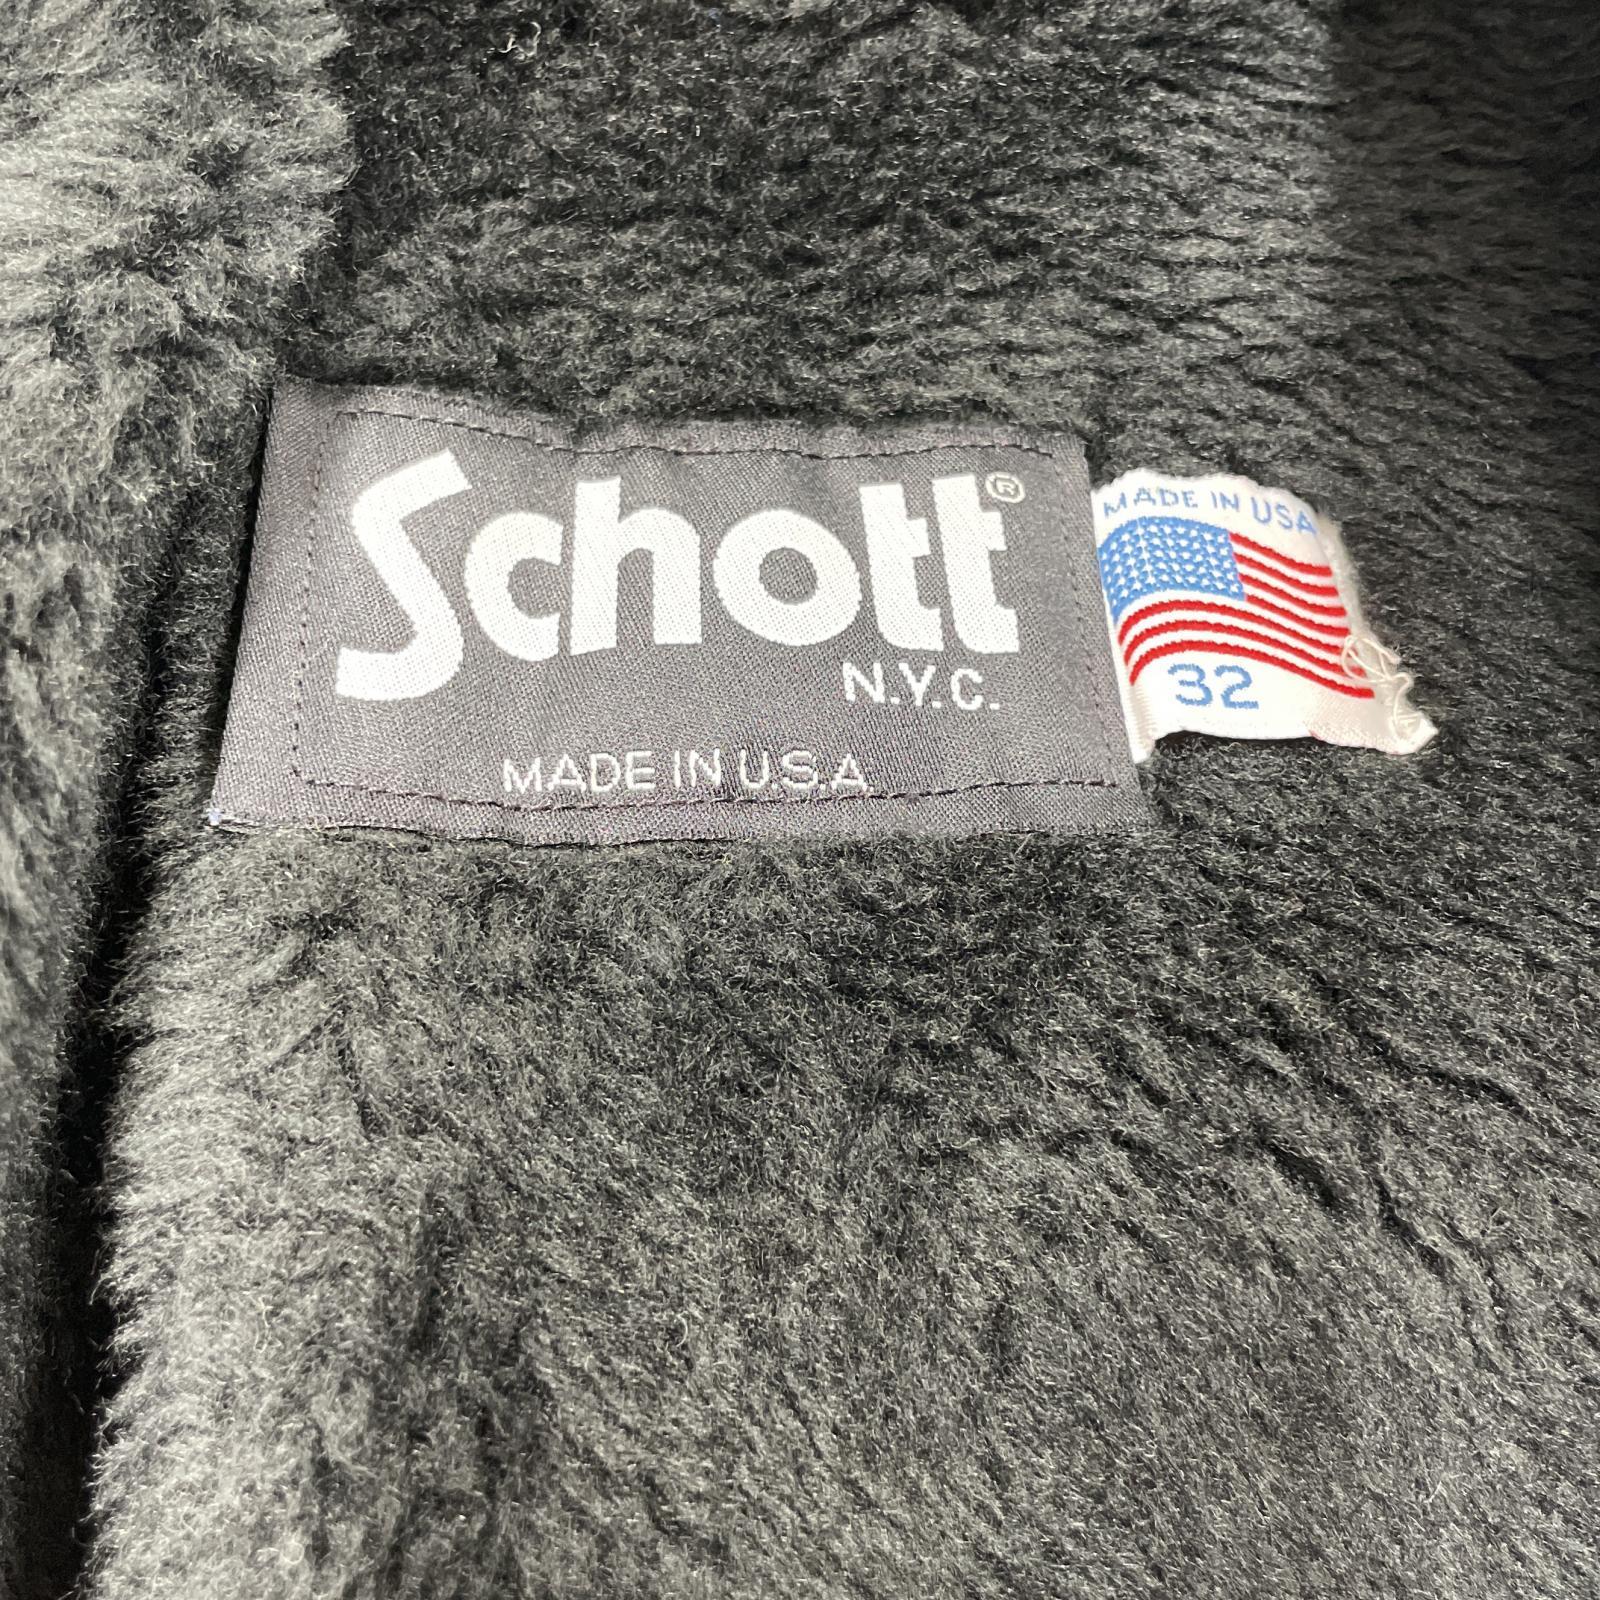 Schott®
N.Y.C.
MADE IN U.S.A
MADE IN USA
32